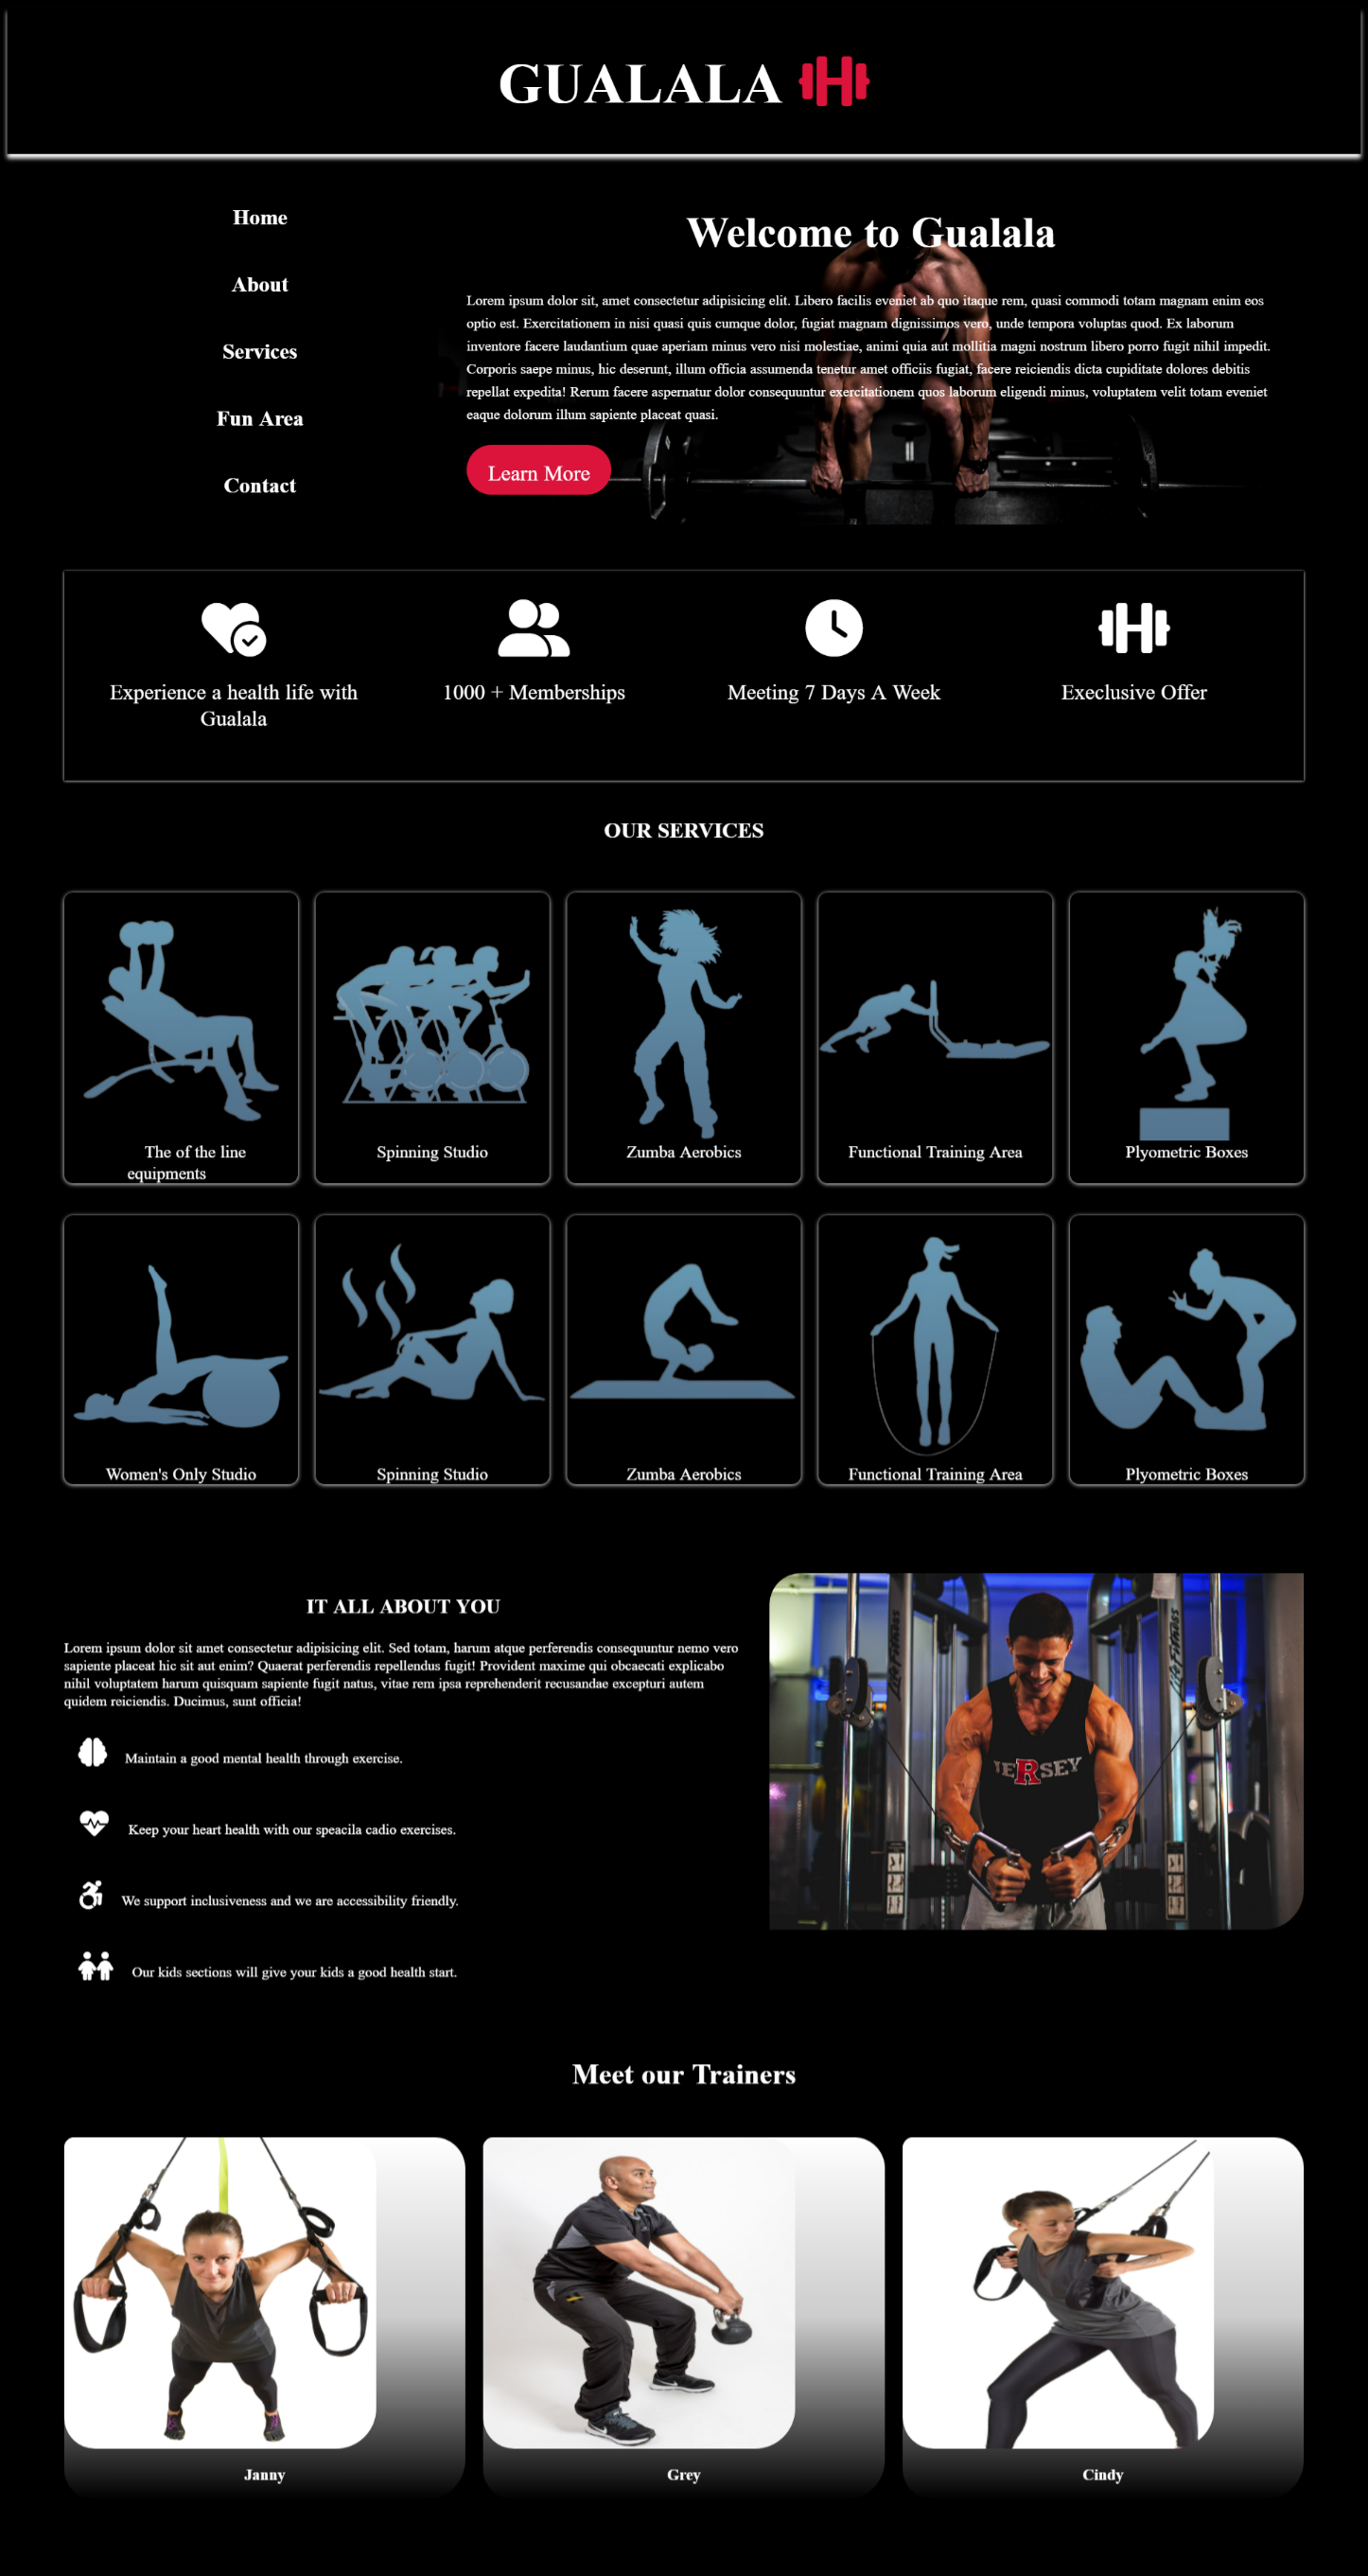 GUALALA
Home
About
Services
Fun Area
Contact
Welcome to Gualala
Lorem ipsum dolor sit, amet consectetur adipisicing elit. Libero facilis eveniet ab quo itaque rem, quasi commodi totam magnam enim eos
optio est. Exercitationem in nisi quasi quis cumque dolor, fugiat magnam dignissimos vero, unde tempora voluptas quod. Ex laborum
inventore facere laudantium quae aperiam minus vero nisi molestiae, animi quia aut mollitia magni nostrum libero porro fugit nihil impedit.
Corporis saepe minus, hic deserunt, illum officia assumenda tenetur amet officiis fugiat, facere reiciendis dicta cupiditate dolores debitis
repellat expedita! Rerum facere aspernatur dolor consequuntur exercitationem quos laborum eligendi minus, voluptatem velit totam eveniet
eaque dolorum illum sapiente placeat quasi.
Learn More
Experience a health life with
Gualala
1000 + Memberships
Meeting 7 Days A Week
Execlusive Offer
OUR SERVICES
The of the line
equipments
Spinning Studio
Zumba Aerobics
Functional Training Area
Plyometric Boxes
Women's Only Studio
Spinning Studio
Zumba Aerobics
Functional Training Area
Plyometric Boxes
IT ALL ABOUT YOU
Lorem ipsum dolor sit amet consectetur adipisicing elit. Sed totam, harum atque perferendis consequuntur nemo vero
sapiente placeat hic sit aut enim? Quaerat perferendis repellendus fugit! Provident maxime qui obcaecati explicabo
nihil voluptatem harum quisquam sapiente fugit natus, vitae rem ipsa reprehenderit recusandae excepturi autem
quidem reiciendis. Ducimus, sunt officia!
Maintain a good mental health through exercise.
Keep your heart health with our speacila cadio exercises.
We support inclusiveness and we are accessibility friendly.
Our kids sections will give your kids a good health start.
JERSEY
Life Fitness
Life Fitness
Meet our Trainers
Janny
Grey
Cindy